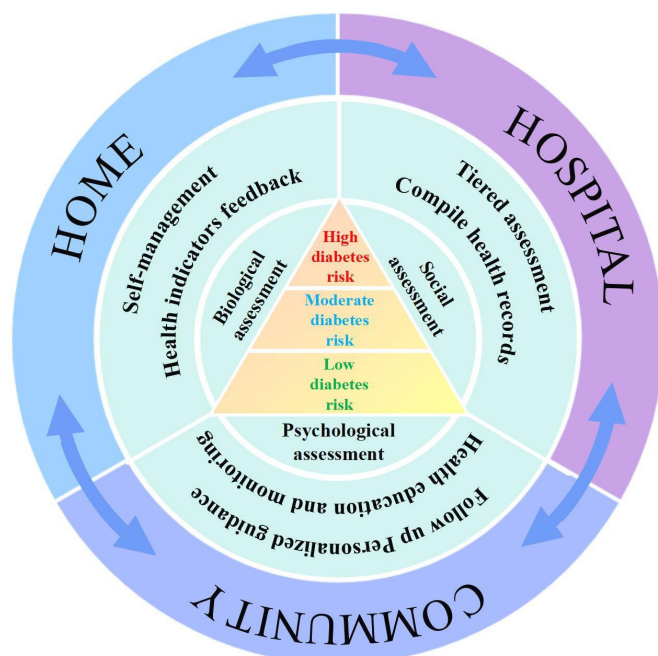 HOME
HOSPITAL
COMMUNITY
Self-management
Health indicators feedback
Tiered assessment
Compile health records
Health education and monitoring
Follow up Personalized guidance
Biological
assessment
Social
assessment
Psychological
assessment
High
diabetes
risk
Moderate
diabetes
risk
Low
diabetes
risk